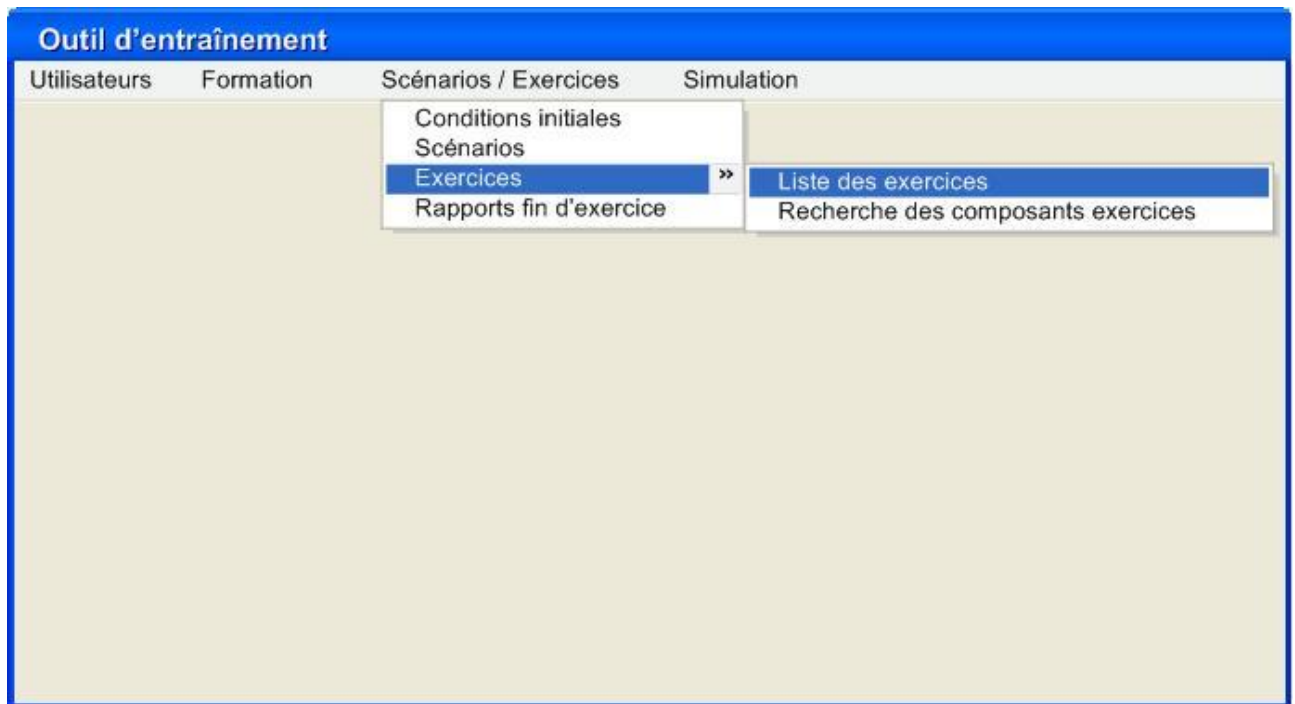 Outil d'entraînement
Utilisateurs Formation Scénarios / Exercices Simulation
Conditions initiales
Scénarios
Exercices »
Rapports fin d'exercice
Liste des exercices
Recherche des composants exercices